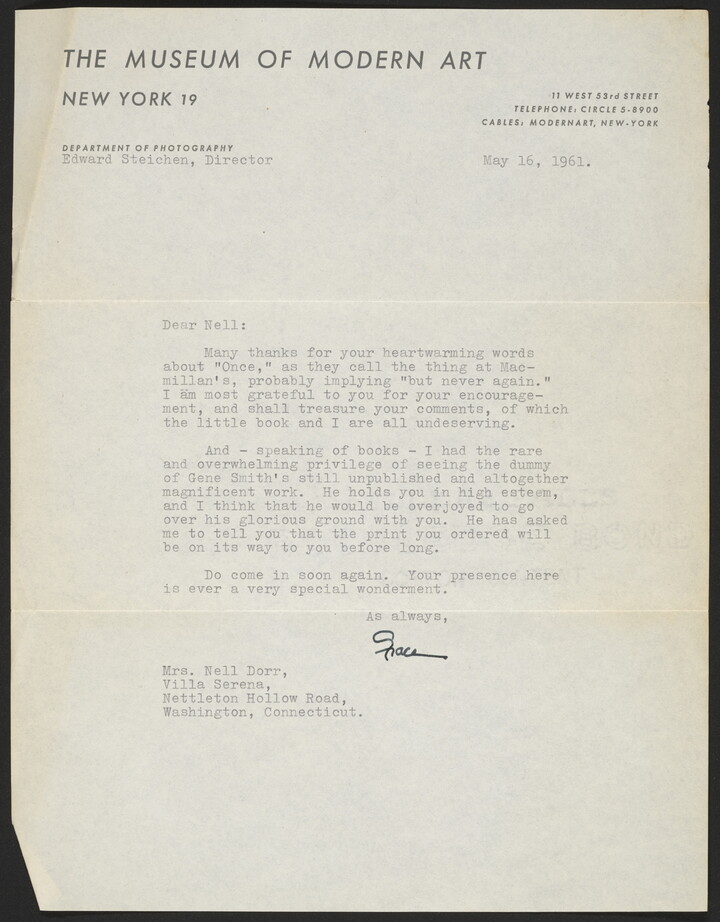 THE MUSEUM OF MODERN ART
NEW YORK 19
11 WEST 53rd STREET
TELEPHONE: CIRCLE 5-8900
CABLES: MODERNART, NEW-YORK
DEPARTMENT OF PHOTOGRAPHY
Edward Steichen, Director
May 16, 1961.
Dear Nell:
Many thanks for your heartwarming words
about "Once," as they call the thing at Mac-
millan's, probably implying "but never again."
I äm most grateful to you for your encourage-
ment, and shall treasure your comments, of which
the little book and I are all undeserving.
And - speaking of books - I had the rare
and overwhelming privilege of seeing the dummy
of Gene Smith's still unpublished and altogether
magnificent work. He holds you in high esteem,
and I think that he would be overjoyed to go
over his glorious ground with you. He has asked
me to tell you that the print you ordered will
be on its way to you before long.
Do come in soon again. Your presence here
is ever a very special wonderment.
As always,
Grace
Mrs. Nell Dorr,
Villa Serena,
Nettleton Hollow Road,
Washington, Connecticut.